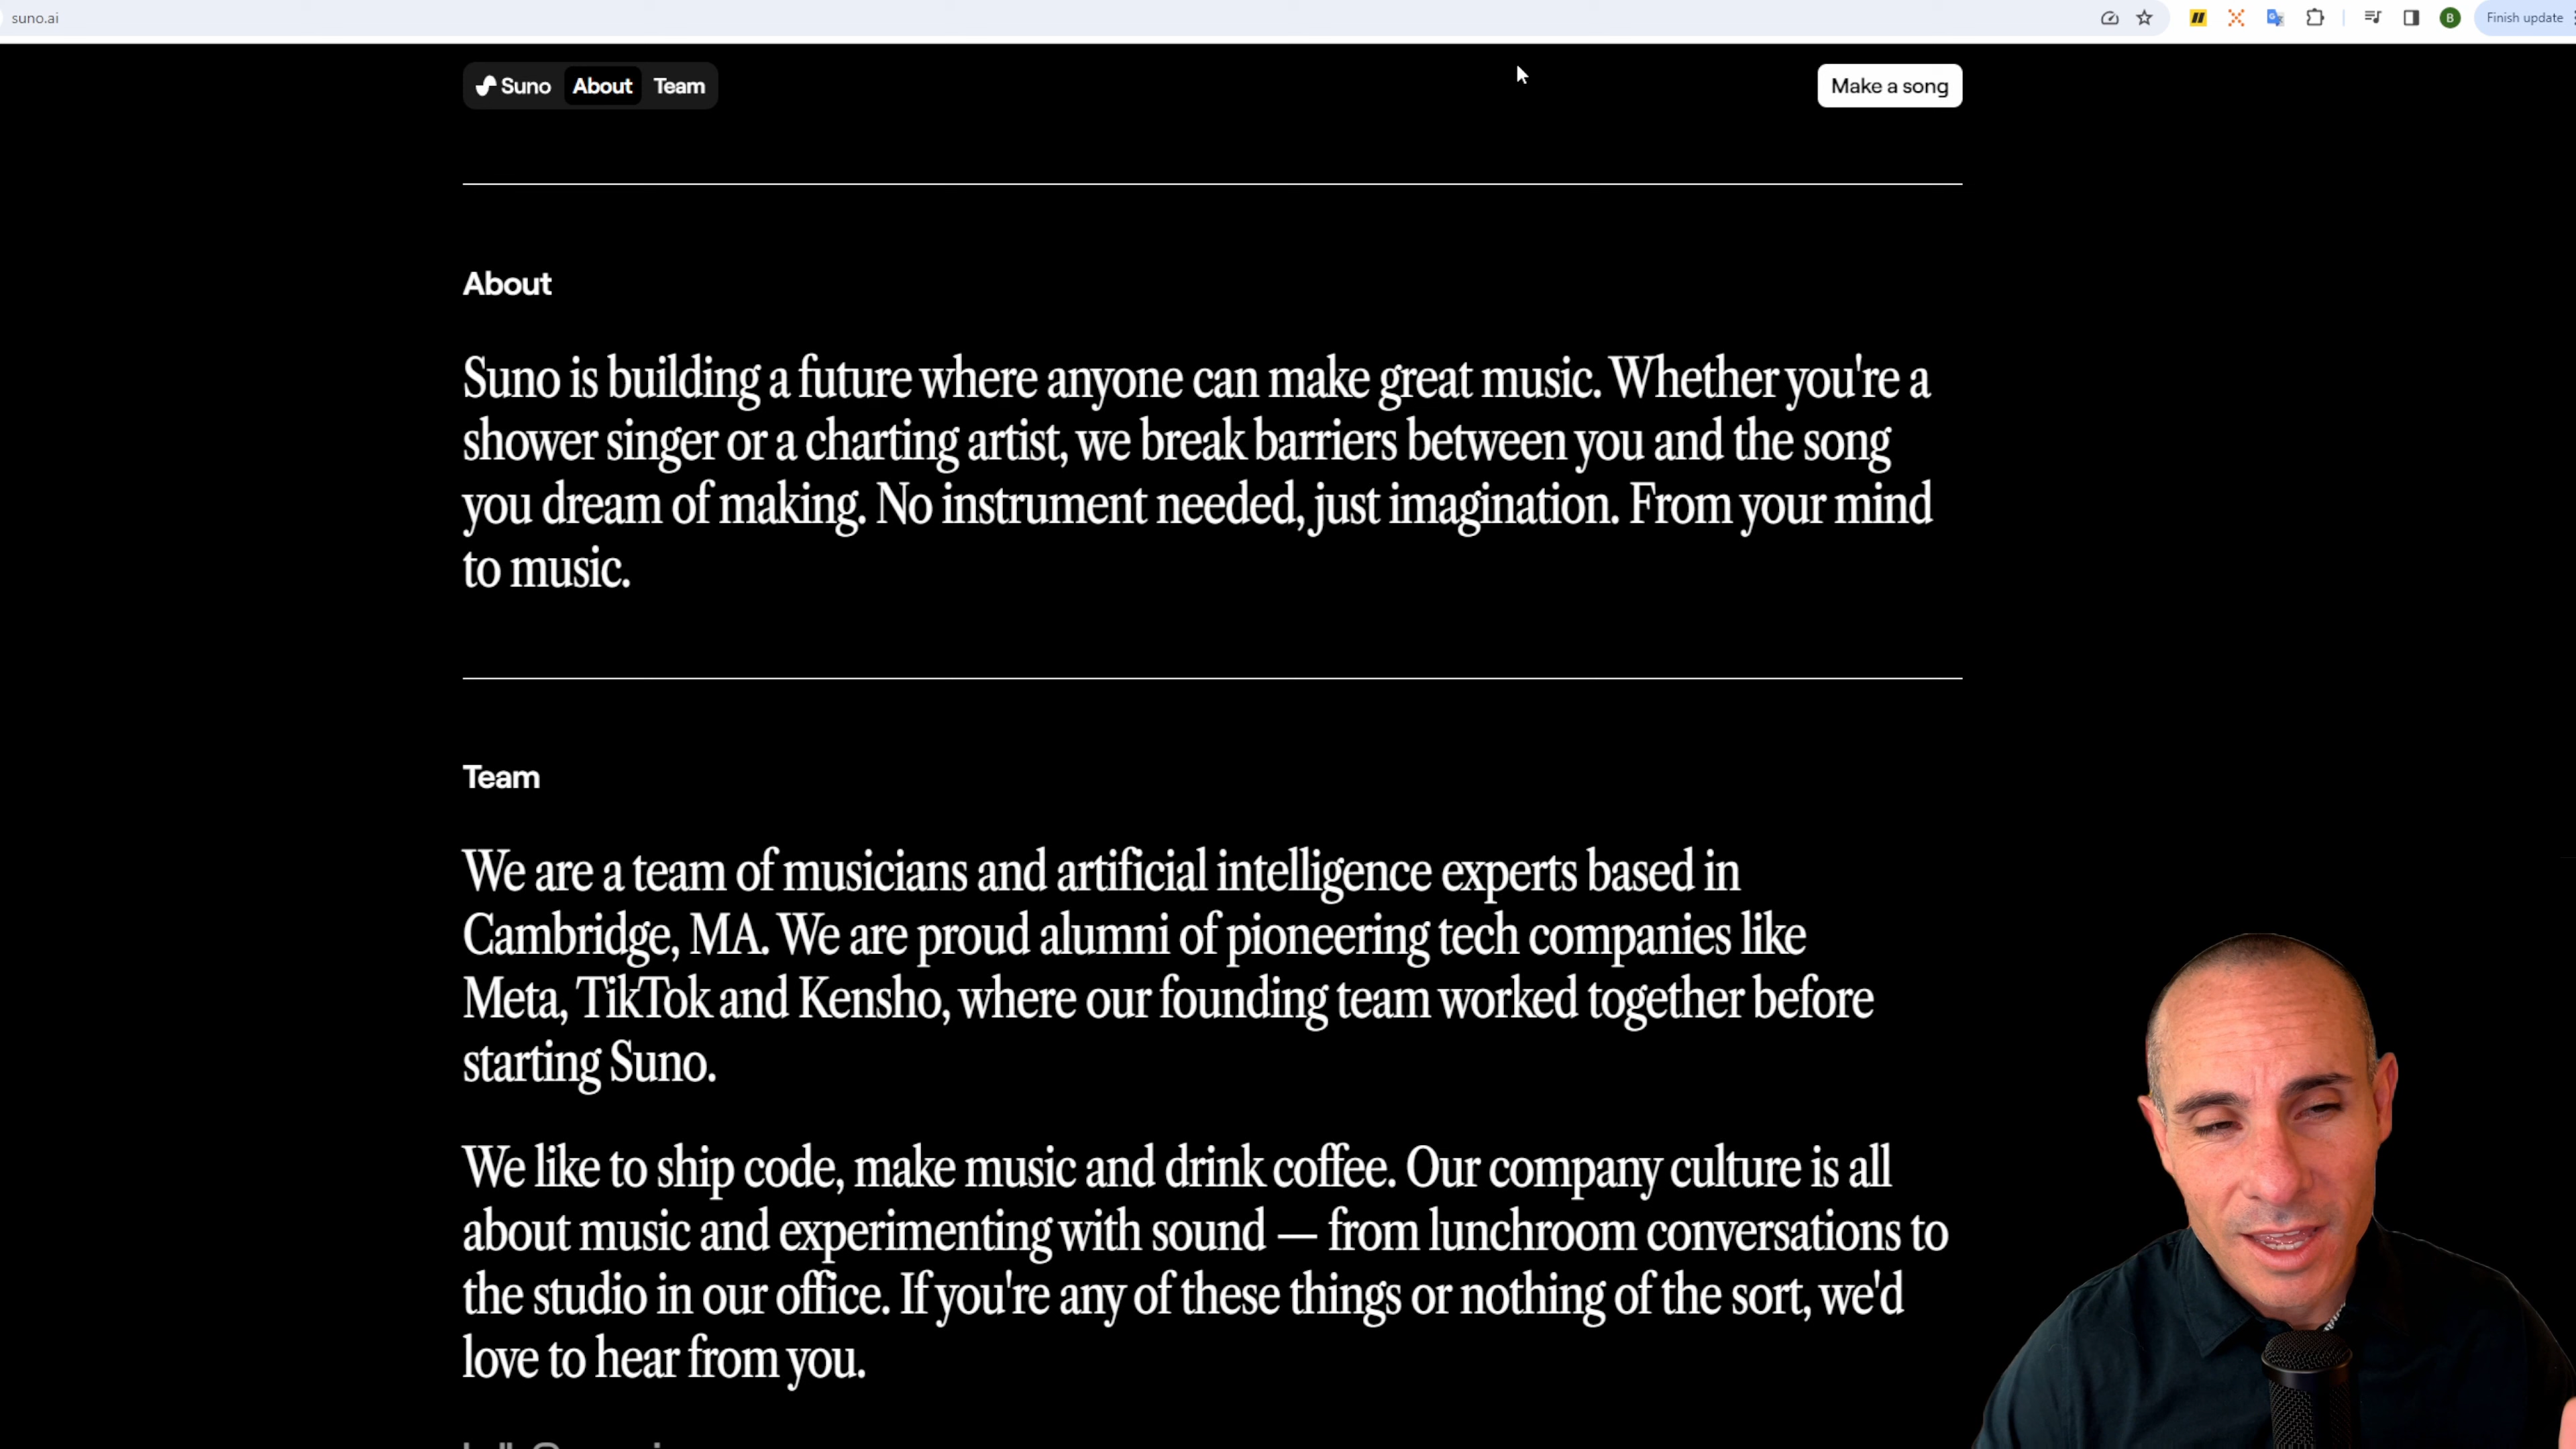 suno.ai
B
Finish update
Suno About Team
Make a song
About
Suno is building a future where anyone can make great music. Whether you're a
shower singer or a charting artist, we break barriers between you and the song
you dream of making. No instrument needed, just imagination. From your mind
to music.
Team
We are a team of musicians and artificial intelligence experts based in
Cambridge, MA. We are proud alumni of pioneering tech companies like
Meta, TikTok and Kensho, where our founding team worked together before
starting Suno.
We like to ship code, make music and drink coffee. Our company culture is all
about music and experimenting with sound — from lunchroom conversations to
the studio in our office. If you're any of these things or nothing of the sort, we'd
love to hear from you.